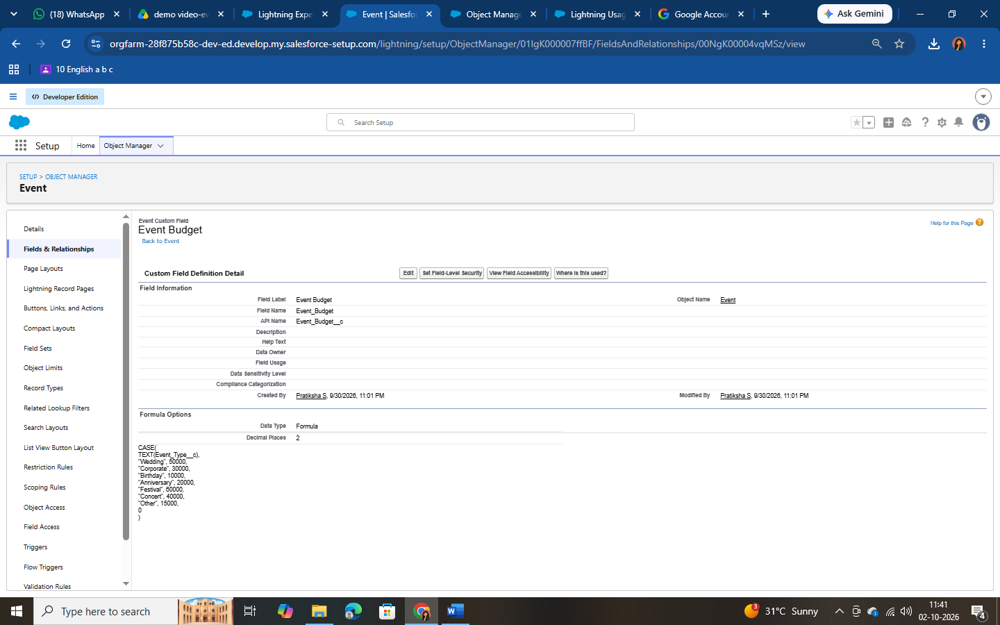 (18) WhatsApp
demo video-ev
Lightning Expe
Event | Salesfo
Object Manage
Lightning Usag
Google Accou
Ask Gemini
orgfarm-28f875b58c-dev-ed.develop.my.salesforce-setup.com/lightning/setup/ObjectManager/01IgK000007ffBF/FieldsAndRelationships/00NgK00004vqMSz/view
10 English a b c
Developer Edition
Search Setup
Setup
Home
Object Manager
SETUP > OBJECT MANAGER
Event
Details
Fields & Relationships
Page Layouts
Lightning Record Pages
Buttons, Links, and Actions
Compact Layouts
Field Sets
Object Limits
Record Types
Related Lookup Filters
Search Layouts
List View Button Layout
Restriction Rules
Scoping Rules
Object Access
Field Access
Triggers
Flow Triggers
Validation Rules
Event Custom Field
Event Budget
Back to Event
Help for this Page
Custom Field Definition Detail
Edit
Set Field-Level Security
View Field Accessibility
Where is this used?
Field Information
Field Label Event Budget Object Name Event
Field Name Event_Budget
API Name Event_Budget__c
Description
Help Text
Data Owner
Field Usage
Data Sensitivity Level
Compliance Categorization
Created By Pratiksha S, 9/30/2026, 11:01 PM Modified By Pratiksha S, 9/30/2026, 11:01 PM
Formula Options
Data Type Formula
Decimal Places 2
CASE(
TEXT(Event_Type__c),
"Wedding", 50000,
"Corporate", 30000,
"Birthday", 10000,
"Anniversary", 20000,
"Festival", 60000,
"Concert", 40000,
"Other", 15000,
0
)
Type here to search
3
31°C Sunny
11:41
02-10-2026
4